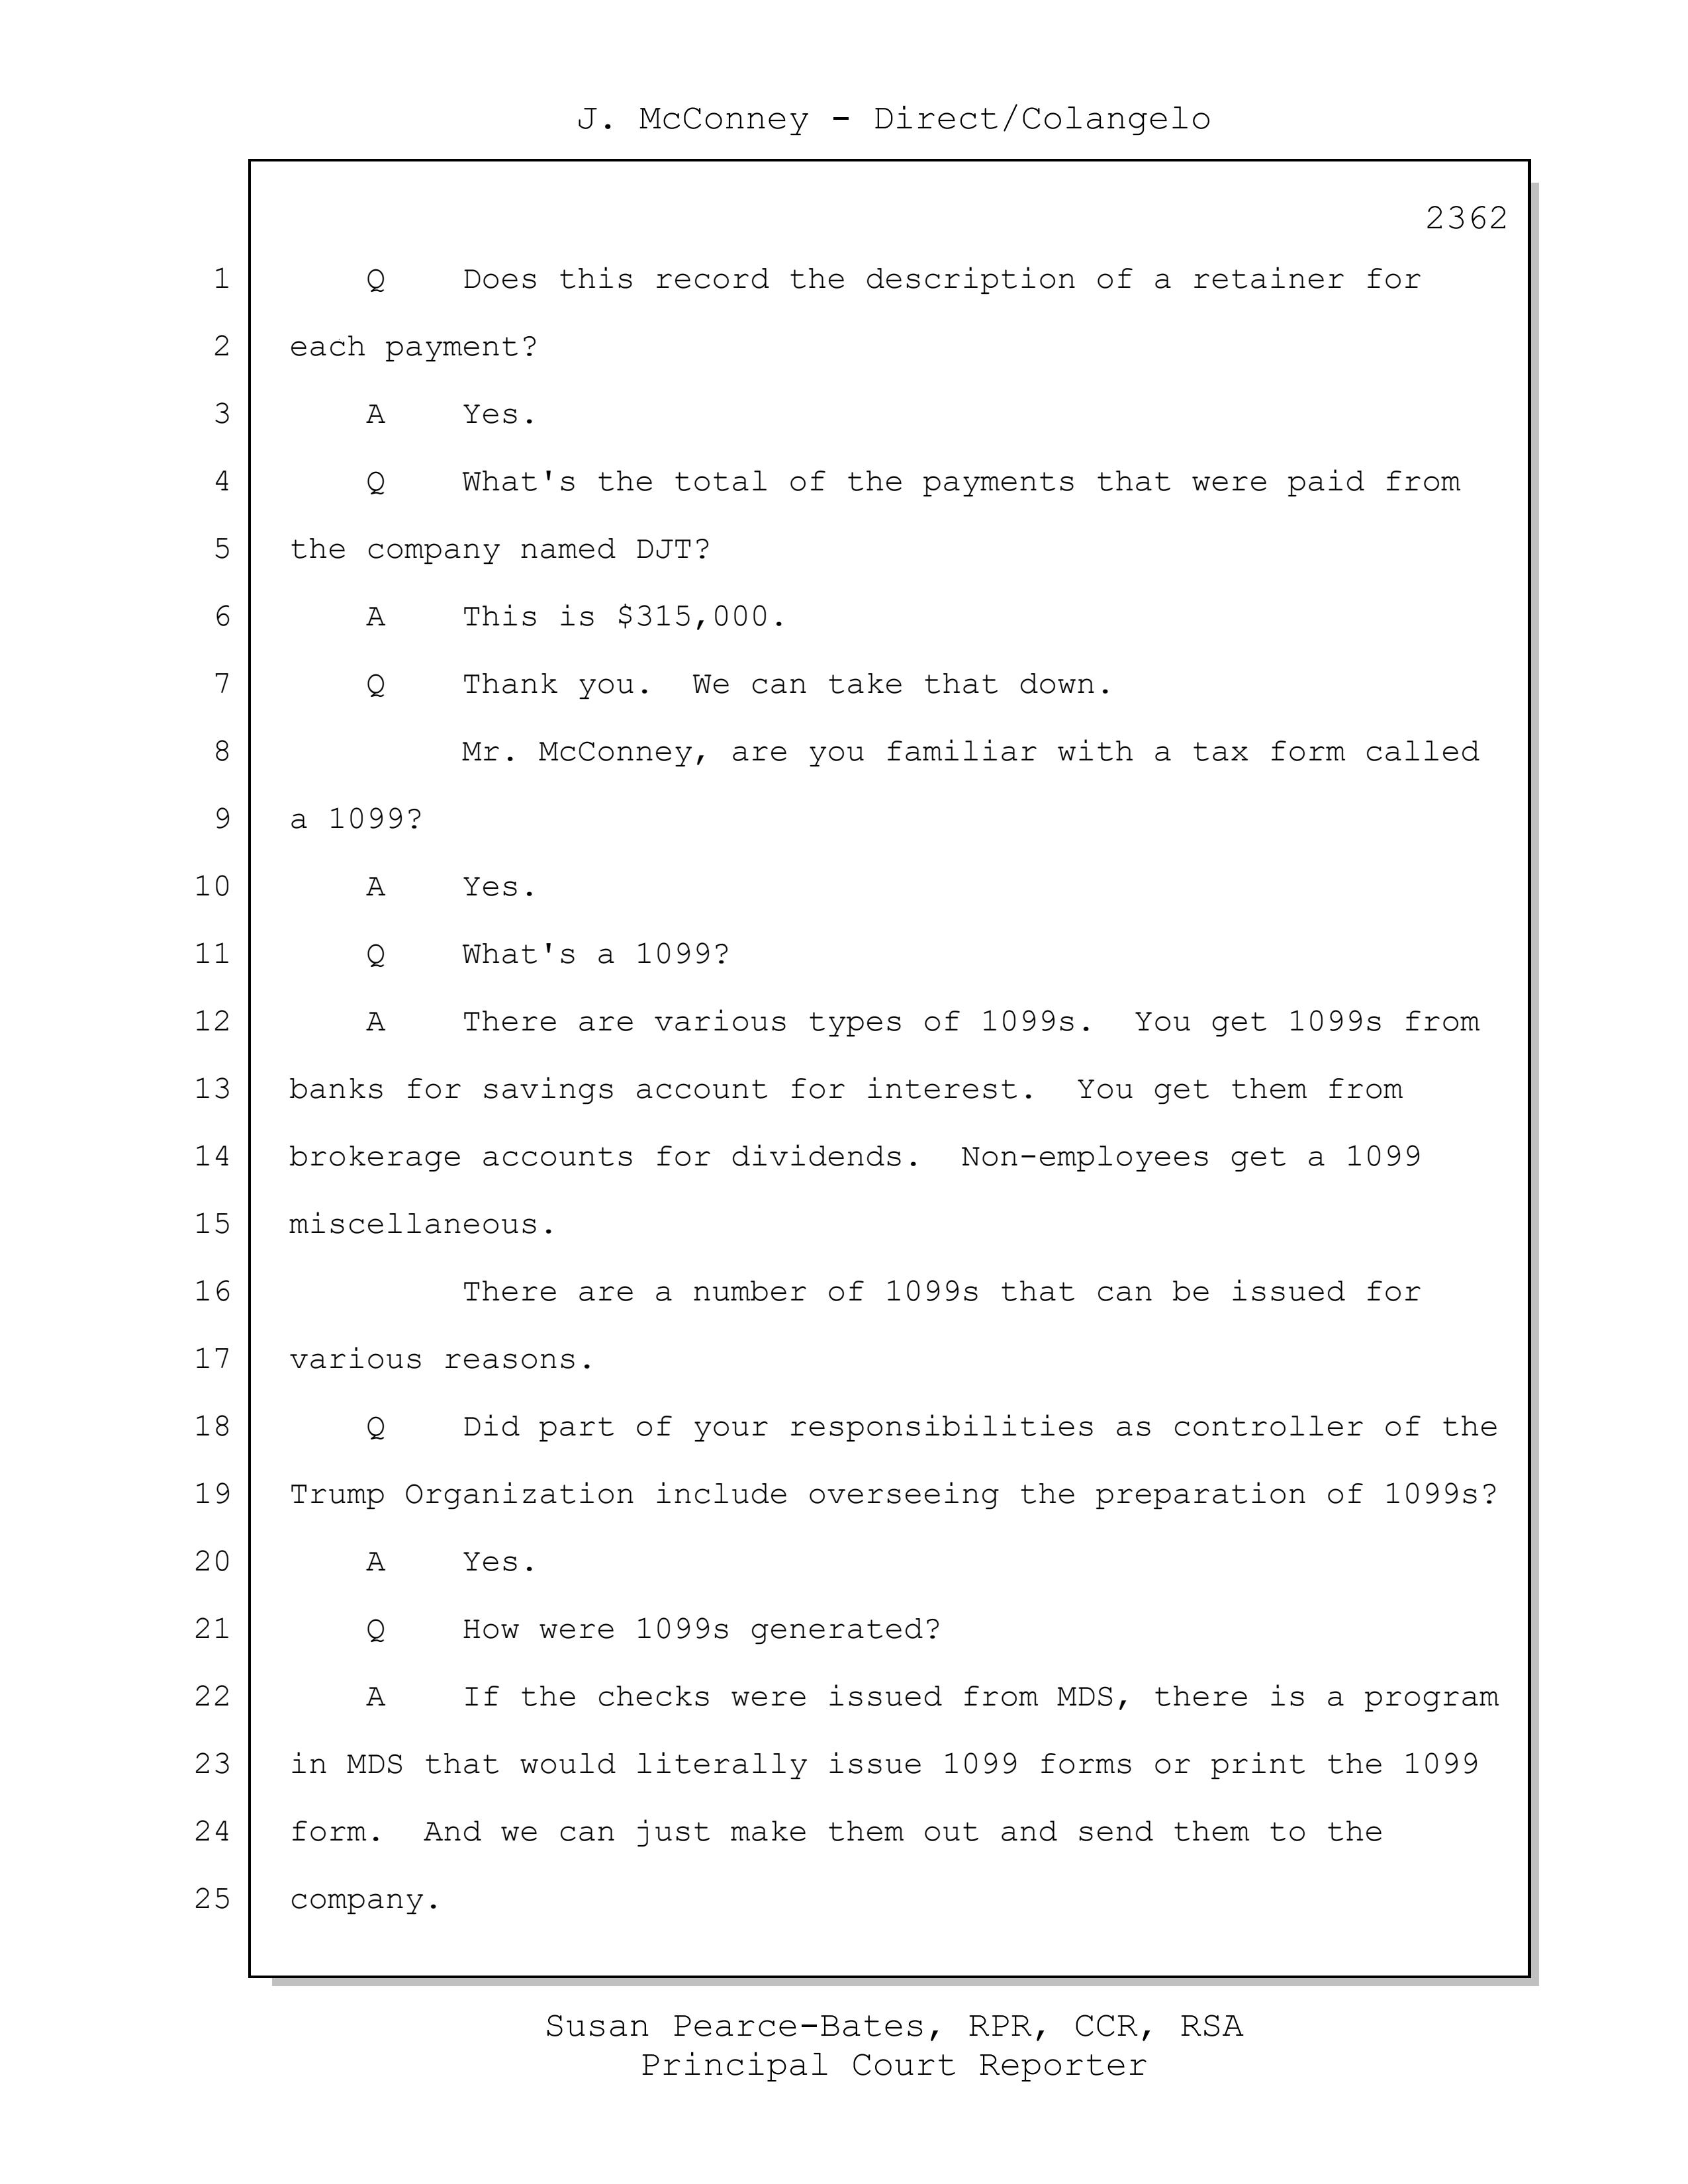 J. McConney - Direct/Colangelo
2362
1 Q Does this record the description of a retainer for
2 each payment?
3 A Yes.
4 Q What's the total of the payments that were paid from
5 the company named DJT?
6 A This is $315,000.
7 Q Thank you.  We can take that down.
8 Mr. McConney, are you familiar with a tax form called
9 a 1099?
10 A Yes.
11 Q What's a 1099?
12 A There are various types of 1099s.  You get 1099s from
13 banks for savings account for interest.  You get them from
14 brokerage accounts for dividends.  Non-employees get a 1099
15 miscellaneous.
16 There are a number of 1099s that can be issued for
17 various reasons.
18 Q Did part of your responsibilities as controller of the
19 Trump Organization include overseeing the preparation of 1099s?
20 A Yes.
21 Q How were 1099s generated?
22 A If the checks were issued from MDS, there is a program
23 in MDS that would literally issue 1099 forms or print the 1099
24 form.  And we can just make them out and send them to the
25 company.
Susan Pearce-Bates, RPR, CCR, RSA
Principal Court Reporter